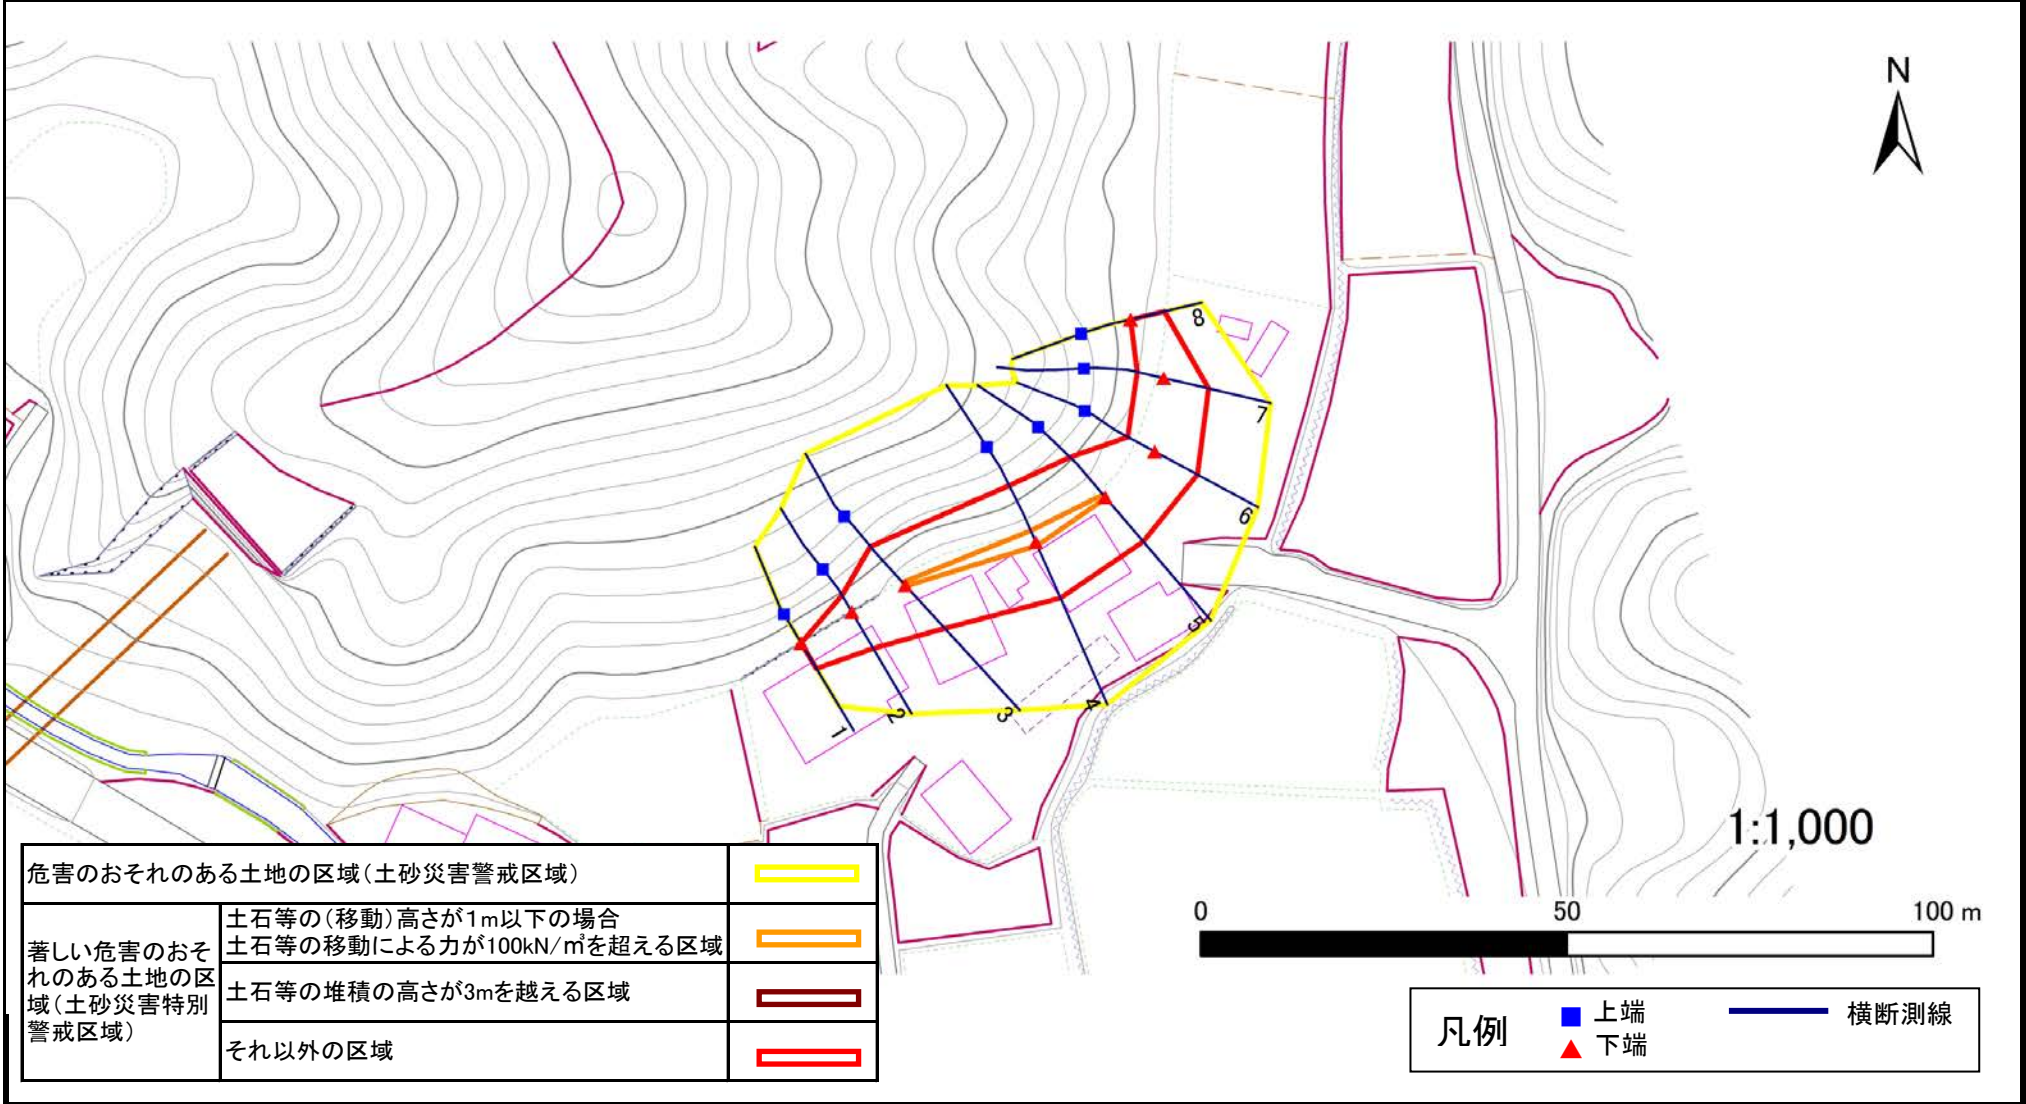 N
8
7
6
5
4
3
2
1
1:1,000
0 50 100 m
危害のおそれのある土地の区域(土砂災害警戒区域)
著しい危害のおそ
れのある土地の区
域(土砂災害特別
警戒区域)
土石等の(移動)高さが1m以下の場合
土石等の移動による力が100kN/㎡を超える区域
土石等の堆積の高さが3mを越える区域
それ以外の区域
凡例
上端
下端
横断測線